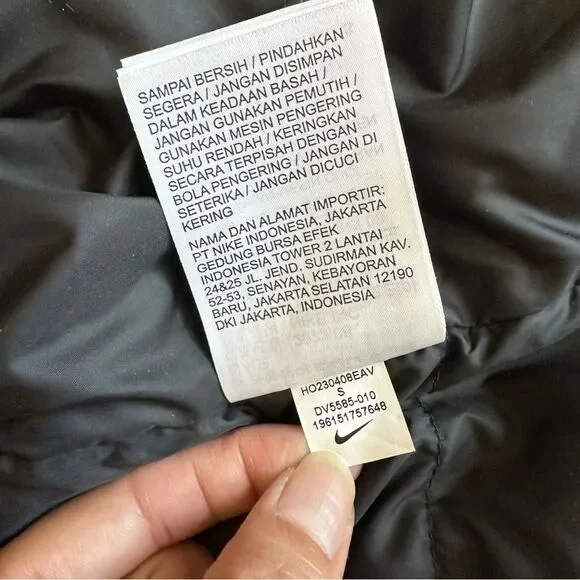 SAMPAI BERSIH / PINDAHKAN
SEGERA / JANGAN DISIMPAN
DALAM KEADAAN BASAH /
JANGAN GUNAKAN PEMUTIH /
GUNAKAN MESIN PENGERING
SUHU RENDAH / KERINGKAN
SECARA TERPISAH DENGAN
BOLA PENGERING / JANGAN DI
SETERIKA / JANGAN DICUCI
KERING
NAMA DAN ALAMAT IMPORTIR:
PT NIKE INDONESIA, JAKARTA
GEDUNG BURSA EFEK
INDONESIA TOWER 2 LANTAI
24&25 JL. JEND. SUDIRMAN KAV.
52-53, SENAYAN, KEBAYORAN
BARU, JAKARTA SELATAN 12190
DKI JAKARTA, INDONESIA
HO230408EAV
S
DV5585-010
196151757648